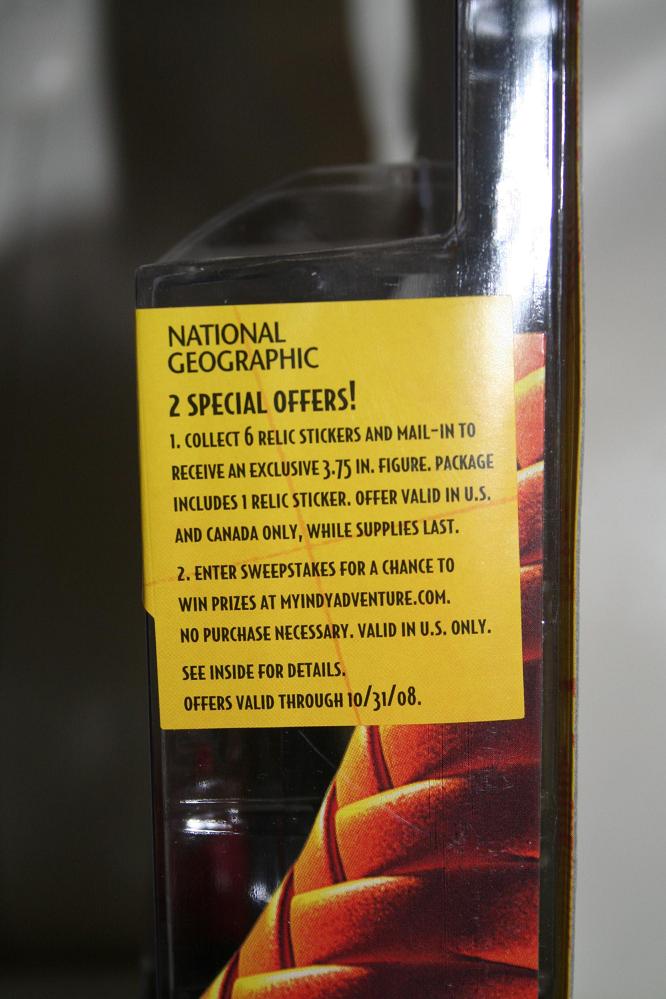 NATIONAL
GEOGRAPHIC
2 SPECIAL OFFERS!
1. COLLECT 6 RELIC STICKERS AND MAIL-IN TO
RECEIVE AN EXCLUSIVE 3.75 IN. FIGURE. PACKAGE
INCLUDES 1 RELIC STICKER. OFFER VALID IN U.S.
AND CANADA ONLY, WHILE SUPPLIES LAST.
2. ENTER SWEEPSTAKES FOR A CHANCE TO
WIN PRIZES AT MYINDYADVENTURE.COM.
NO PURCHASE NECESSARY. VALID IN U.S. ONLY.
SEE INSIDE FOR DETAILS.
OFFERS VALID THROUGH 10/31/08.